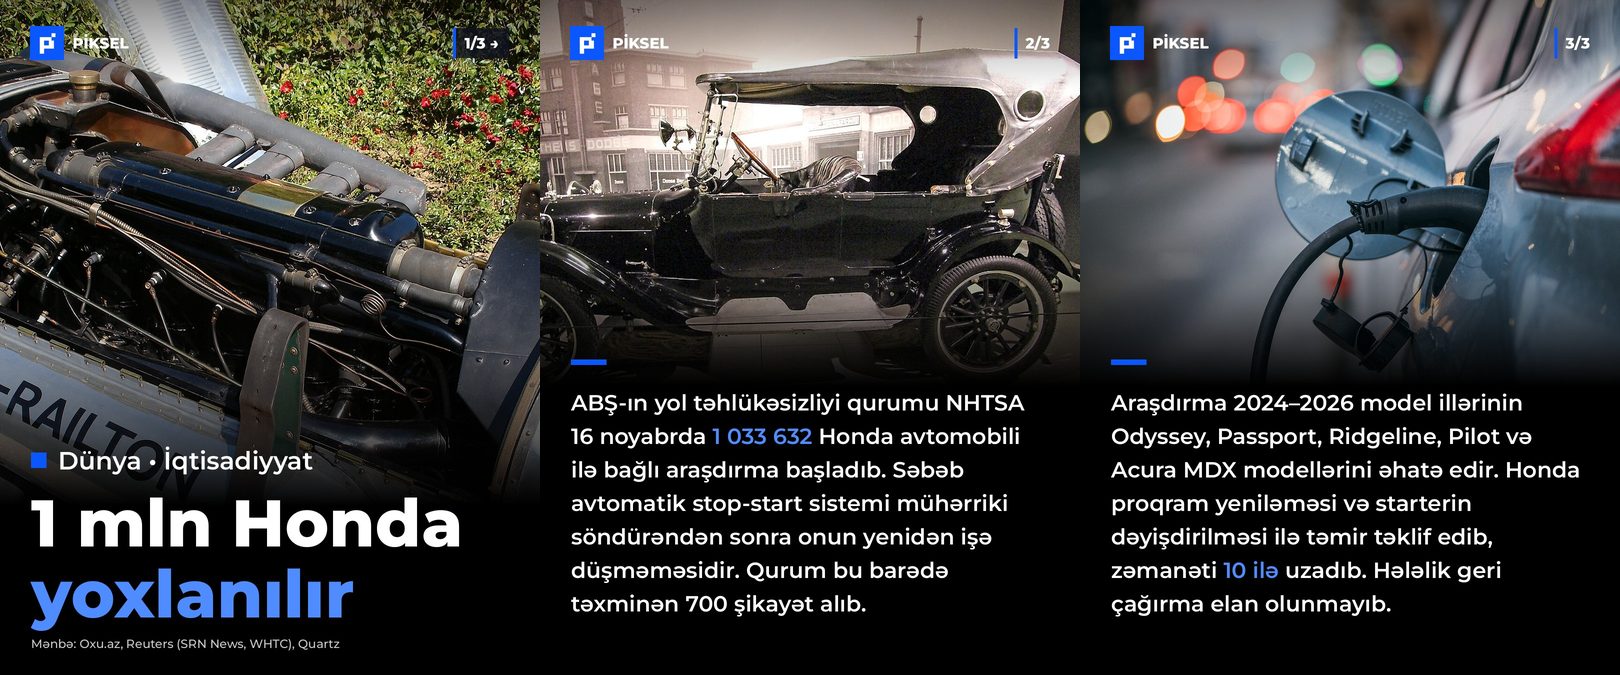 PİKSEL
1/3 →
-RAILTON
Dünya • İqtisadiyyat
1 mln Honda
yoxlanılır
Mənbə: Oxu.az, Reuters (SRN News, WHTC), Quartz
PİKSEL
2/3
ABŞ-ın yol təhlükəsizliyi qurumu NHTSA
16 noyabrda 1 033 632 Honda avtomobili
ilə bağlı araşdırma başladıb. Səbəb
avtomatik stop-start sistemi mühərriki
söndürəndən sonra onun yenidən işə
düşməməsidir. Qurum bu barədə
təxminən 700 şikayət alıb.
PİKSEL
3/3
Araşdırma 2024–2026 model illərinin
Odyssey, Passport, Ridgeline, Pilot və
Acura MDX modellərini əhatə edir. Honda
proqram yeniləməsi və starterin
dəyişdirilməsi ilə təmir təklif edib,
zəmanəti 10 ilə uzadıb. Hələlik geri
çağırma elan olunmayıb.